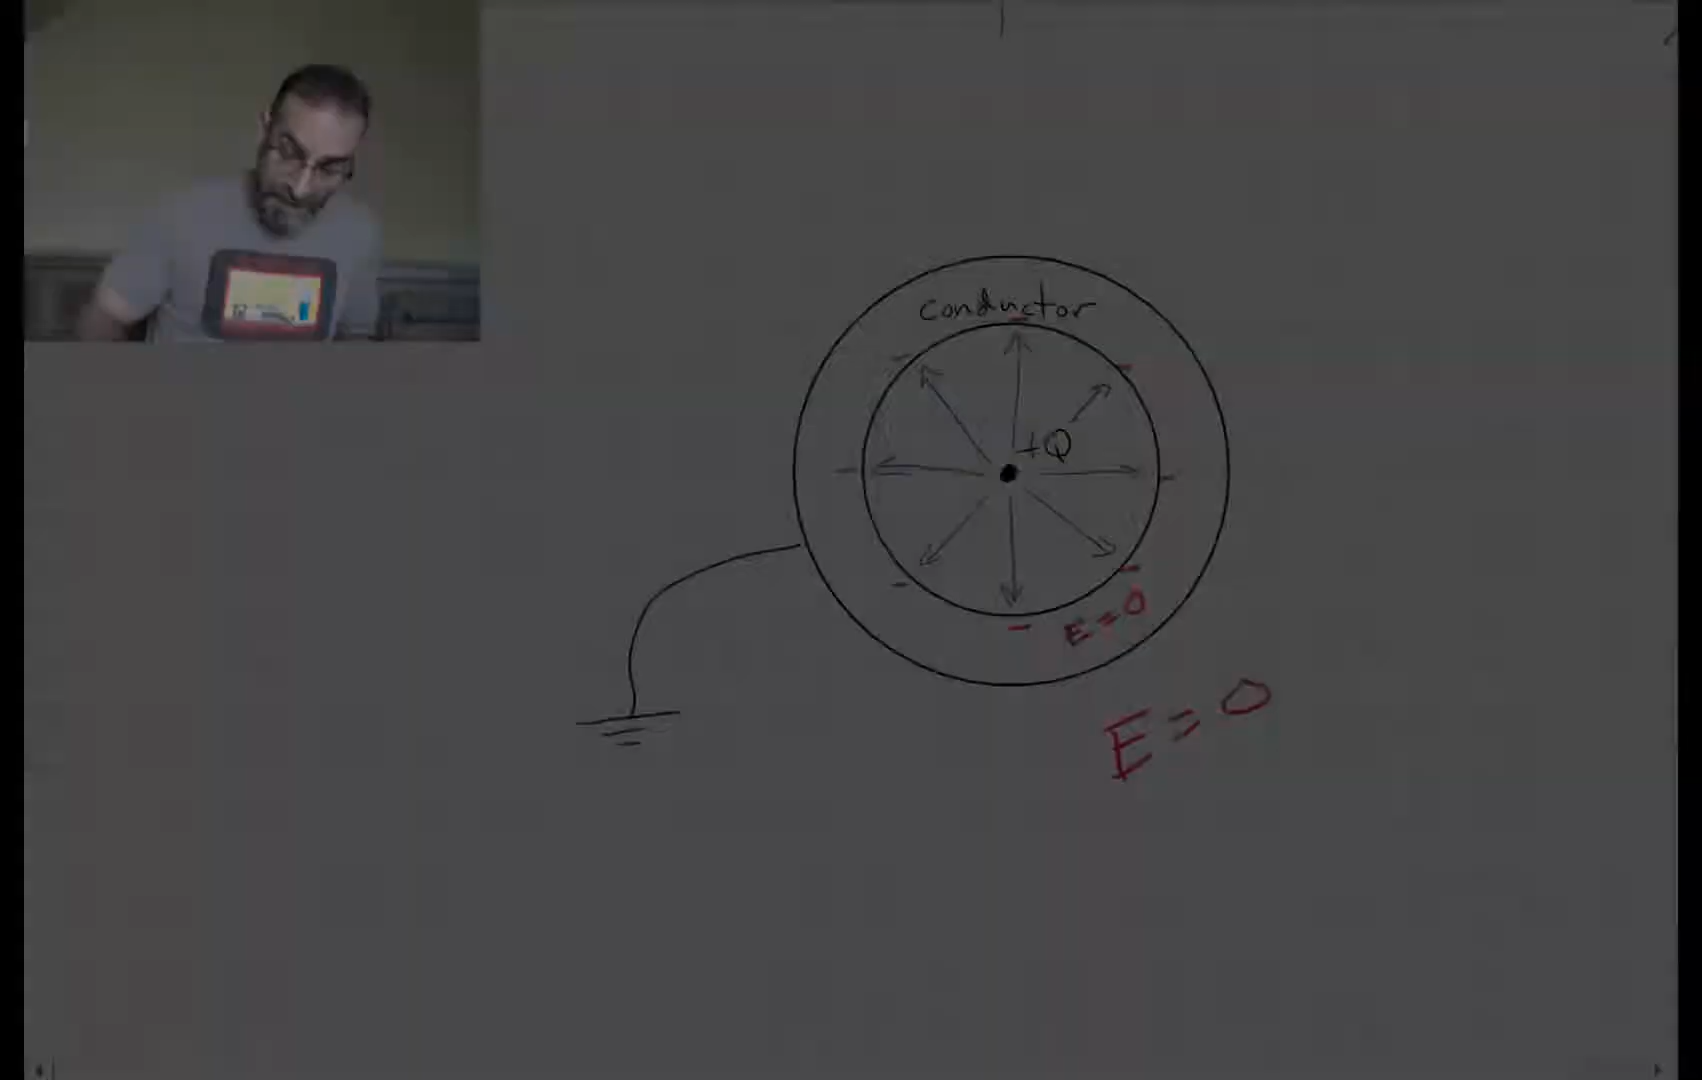 conductor
+Q
E = 0
E = 0